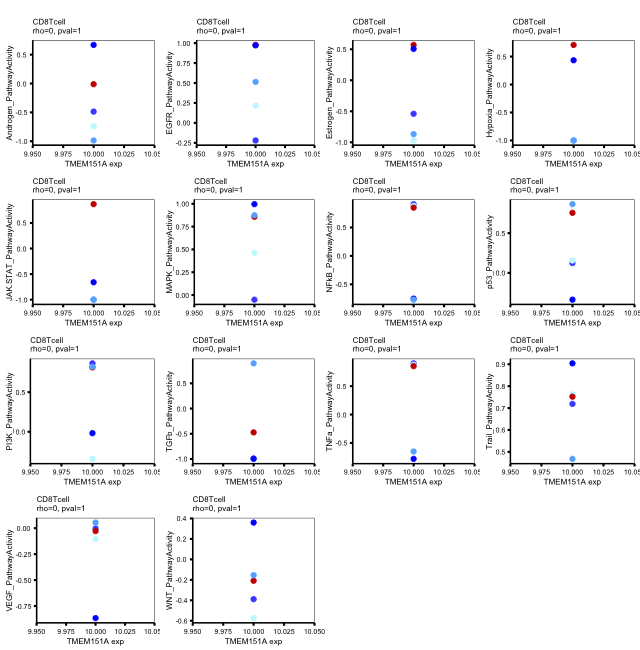 CD8Tcell
rho=0, pval=1
Androgen_PathwayActivity
0.5
0.0
-0.5
-1.0
9.950 9.975 10.000 10.025 10.05
TMEM151A exp
CD8Tcell
rho=0, pval=1
EGFR_PathwayActivity
1.00
0.75
0.50
0.25
0.00
-0.25
9.950 9.975 10.000 10.025 10.05
TMEM151A exp
CD8Tcell
rho=0, pval=1
Estrogen_PathwayActivity
0.5
0.0
-0.5
-1.0
9.950 9.975 10.000 10.025 10.05
TMEM151A exp
CD8Tcell
rho=0, pval=1
Hypoxia_PathwayActivity
0.5
0.0
-0.5
-1.0
9.950 9.975 10.000 10.025 10.05
TMEM151A exp
CD8Tcell
rho=0, pval=1
JAK.STAT_PathwayActivity
0.5
0.0
-0.5
-1.0
9.950 9.975 10.000 10.025 10.05
TMEM151A exp
CD8Tcell
rho=0, pval=1
MAPK_PathwayActivity
1.00
0.75
0.50
0.25
0.00
9.950 9.975 10.000 10.025 10.05
TMEM151A exp
CD8Tcell
rho=0, pval=1
NFkB_PathwayActivity
0.5
0.0
-0.5
9.950 9.975 10.000 10.025 10.05
TMEM151A exp
CD8Tcell
rho=0, pval=1
p53_PathwayActivity
0.5
0.0
9.950 9.975 10.000 10.025 10.05
TMEM151A exp
CD8Tcell
rho=0, pval=1
PI3K_PathwayActivity
0.5
0.0
9.950 9.975 10.000 10.025 10.05
TMEM151A exp
CD8Tcell
rho=0, pval=1
TGFb_PathwayActivity
0.5
0.0
-0.5
-1.0
9.950 9.975 10.000 10.025 10.05
TMEM151A exp
CD8Tcell
rho=0, pval=1
TNFa_PathwayActivity
0.5
0.0
-0.5
9.950 9.975 10.000 10.025 10.05
TMEM151A exp
CD8Tcell
rho=0, pval=1
Trail_PathwayActivity
0.9
0.8
0.7
0.6
0.5
9.950 9.975 10.000 10.025 10.05
TMEM151A exp
CD8Tcell
rho=0, pval=1
VEGF_PathwayActivity
0.00
-0.25
-0.50
-0.75
9.950 9.975 10.000 10.025 10.05
TMEM151A exp
CD8Tcell
rho=0, pval=1
WNT_PathwayActivity
0.4
0.2
0.0
-0.2
-0.4
-0.6
9.950 9.975 10.000 10.025 10.050
TMEM151A exp